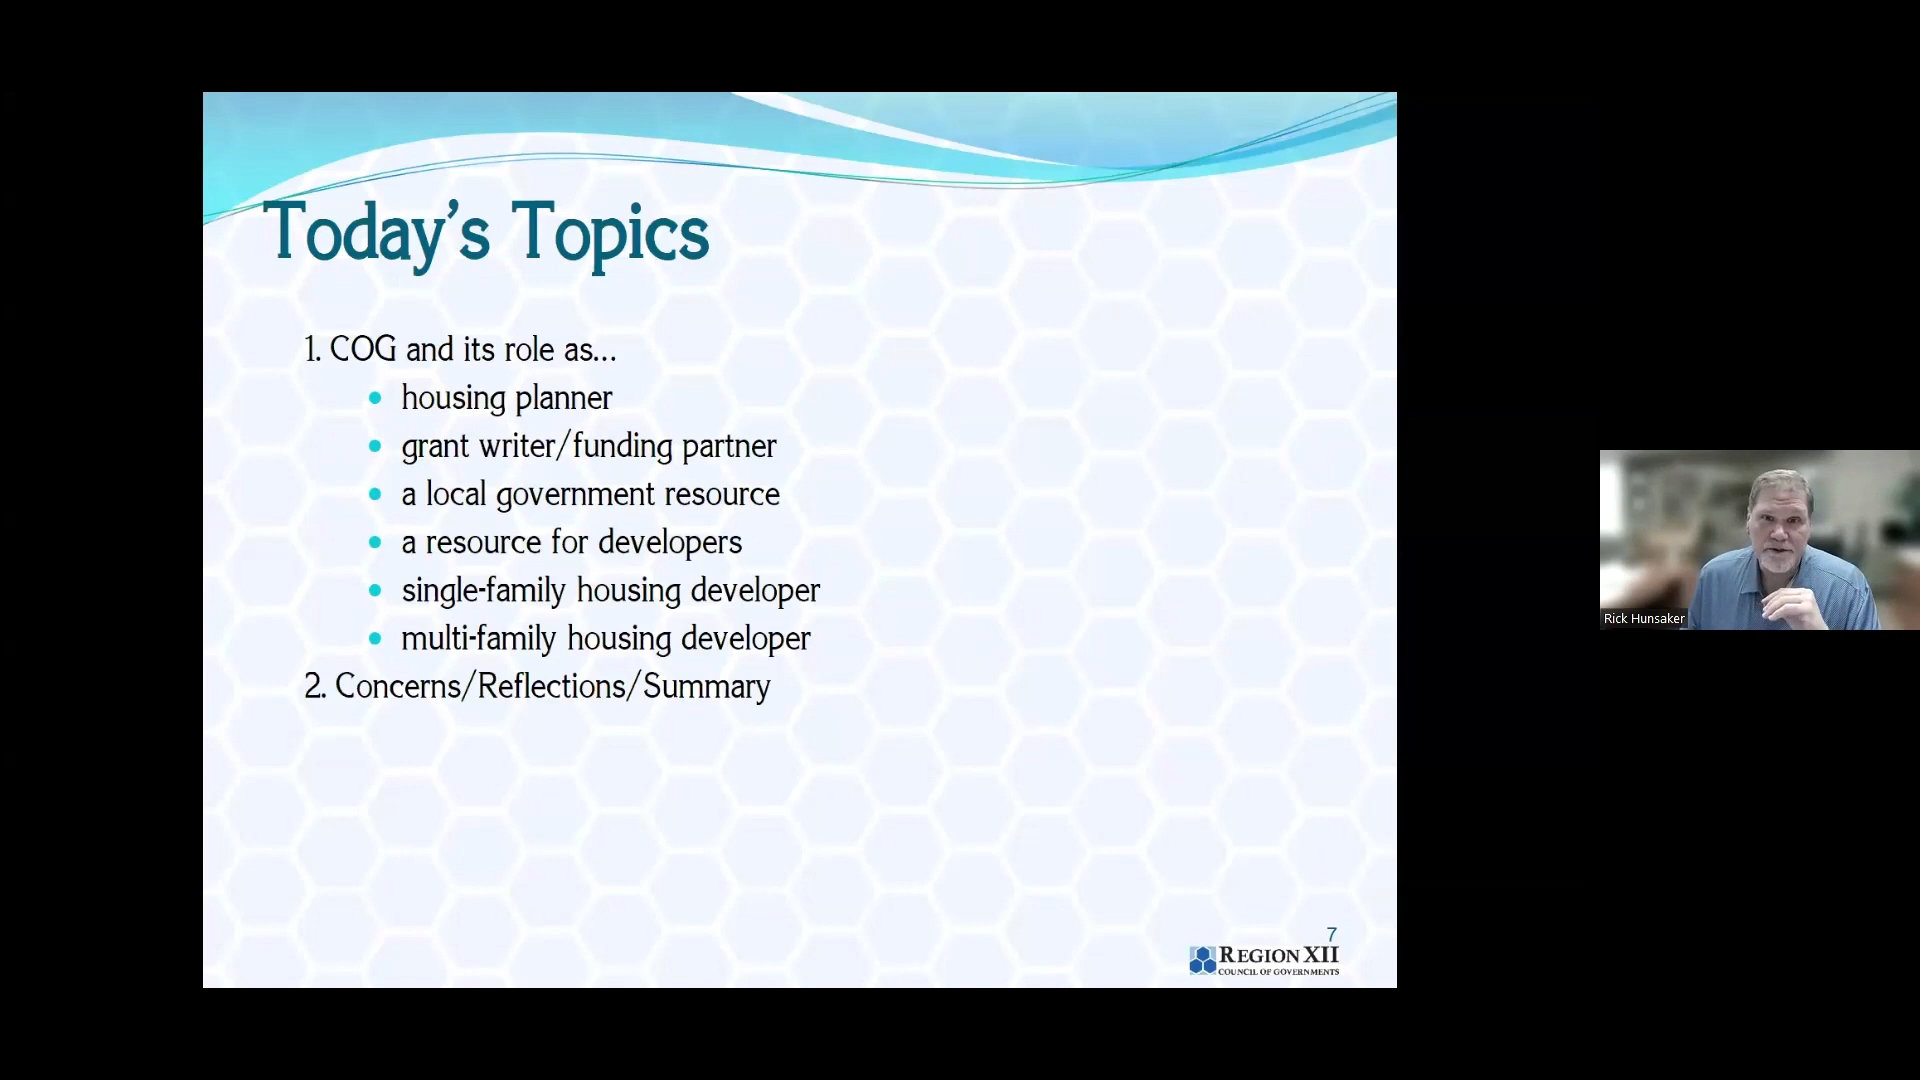 Today's Topics
1. COG and its role as...
• housing planner
• grant writer/funding partner
• a local government resource
• a resource for developers
• single-family housing developer
• multi-family housing developer
2. Concerns/Reflections/Summary
7
REGION XII
COUNCIL OF GOVERNMENTS
Rick Hunsaker